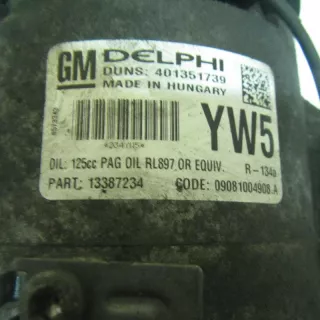 GM DELPHI
DUNS: 401351739
MADE IN HUNGARY
YW5
OIL: 125cc PAG OIL RL897 OR EQUIV. R-134a
PART: 13387234 CODE: 09081004908.A